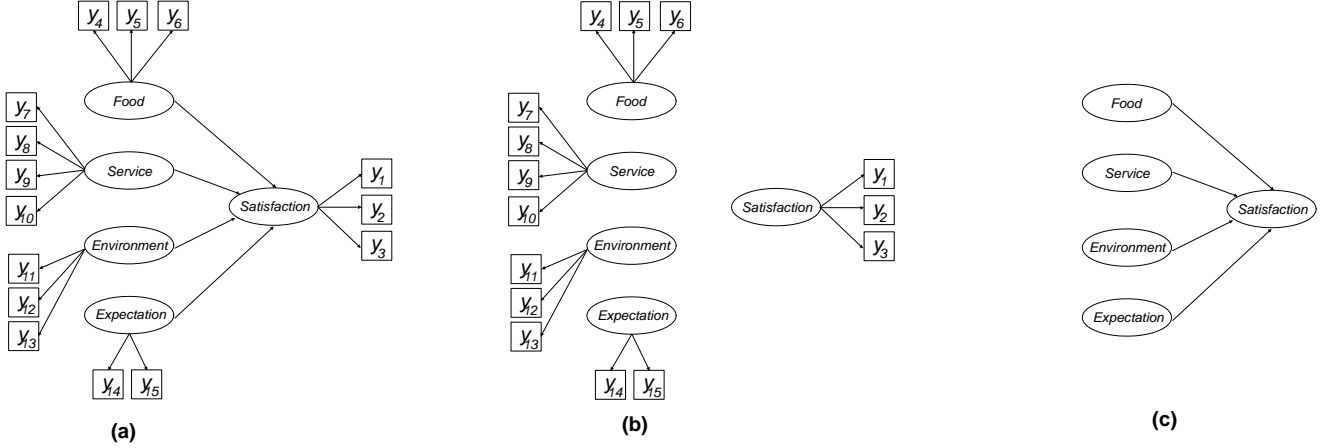 y4 y5 y6
Food
y7
y8
Service
y9
y10
Satisfaction
y1
y2
y3
Environment
y11
y12
y13
Expectation
y14 y15
(a)
y4 y5 y6
Food
y7
y8
Service
y9
y10
Environment
y11
y12
y13
Expectation
y14 y15
Satisfaction
y1
y2
y3
(b)
Food
Service
Satisfaction
Environment
Expectation
(c)